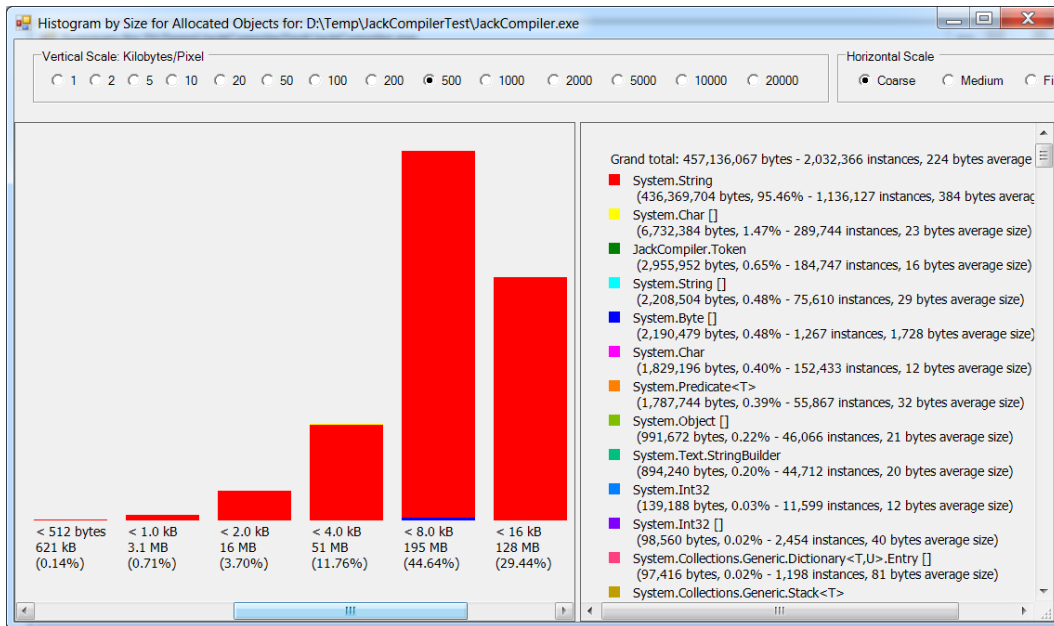 Histogram by Size for Allocated Objects for: D:\Temp\JackCompilerTest\JackCompiler.exe
Vertical Scale: Kilobytes/Pixel
1 2 5 10 20 50 100 200 500 1000 2000 5000 10000 20000
Horizontal Scale
Coarse Medium Fi
< 512 bytes
621 kB
(0.14%)
< 1.0 kB
3.1 MB
(0.71%)
< 2.0 kB
16 MB
(3.70%)
< 4.0 kB
51 MB
(11.76%)
< 8.0 kB
195 MB
(44.64%)
< 16 kB
128 MB
(29.44%)
Grand total: 457,136,067 bytes - 2,032,366 instances, 224 bytes average
System.String
(436,369,704 bytes, 95.46% - 1,136,127 instances, 384 bytes averag
System.Char []
(6,732,384 bytes, 1.47% - 289,744 instances, 23 bytes average size)
JackCompiler.Token
(2,955,952 bytes, 0.65% - 184,747 instances, 16 bytes average size)
System.String []
(2,208,504 bytes, 0.48% - 75,610 instances, 29 bytes average size)
System.Byte []
(2,190,479 bytes, 0.48% - 1,267 instances, 1,728 bytes average size)
System.Char
(1,829,196 bytes, 0.40% - 152,433 instances, 12 bytes average size)
System.Predicate<T>
(1,787,744 bytes, 0.39% - 55,867 instances, 32 bytes average size)
System.Object []
(991,672 bytes, 0.22% - 46,066 instances, 21 bytes average size)
System.Text.StringBuilder
(894,240 bytes, 0.20% - 44,712 instances, 20 bytes average size)
System.Int32
(139,188 bytes, 0.03% - 11,599 instances, 12 bytes average size)
System.Int32 []
(98,560 bytes, 0.02% - 2,454 instances, 40 bytes average size)
System.Collections.Generic.Dictionary<T,U>.Entry []
(97,416 bytes, 0.02% - 1,198 instances, 81 bytes average size)
System.Collections.Generic.Stack<T>